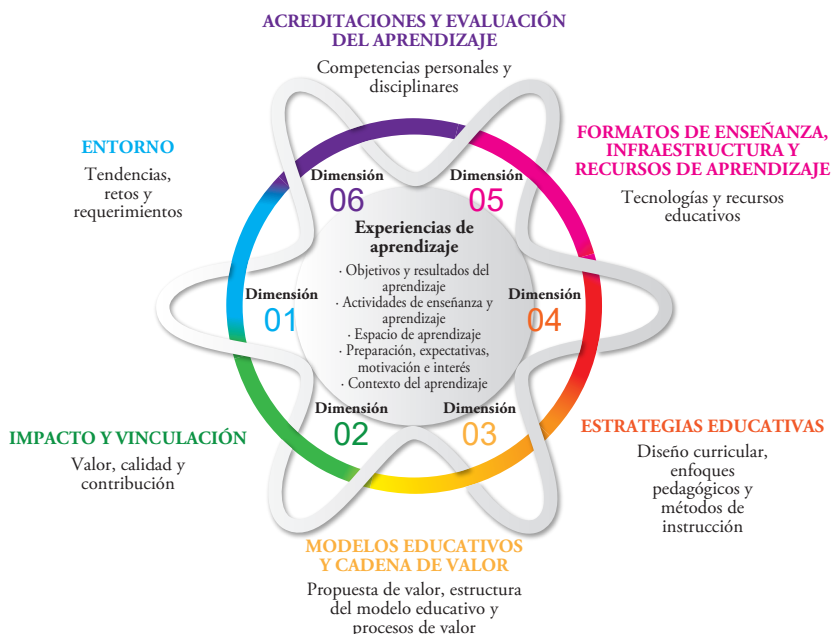 ACREDITACIONES Y EVALUACIÓN
DEL APRENDIZAJE
Competencias personales y
disciplinares
ENTORNO
Tendencias,
retos y
requerimientos
FORMATOS DE ENSEÑANZA,
INFRAESTRUCTURA Y
RECURSOS DE APRENDIZAJE
Tecnologías y recursos
educativos
Dimensión
06
Dimensión
05
Experiencias de
aprendizaje
· Objetivos y resultados del
aprendizaje
· Actividades de enseñanza y
aprendizaje
· Espacio de aprendizaje
· Preparación, expectativas,
motivación e interés
· Contexto del aprendizaje
Dimensión
01
Dimensión
04
Dimensión
02
Dimensión
03
IMPACTO Y VINCULACIÓN
Valor, calidad y
contribución
ESTRATEGIAS EDUCATIVAS
Diseño curricular,
enfoques
pedagógicos y
métodos de
instrucción
MODELOS EDUCATIVOS
Y CADENA DE VALOR
Propuesta de valor, estructura
del modelo educativo y
procesos de valor